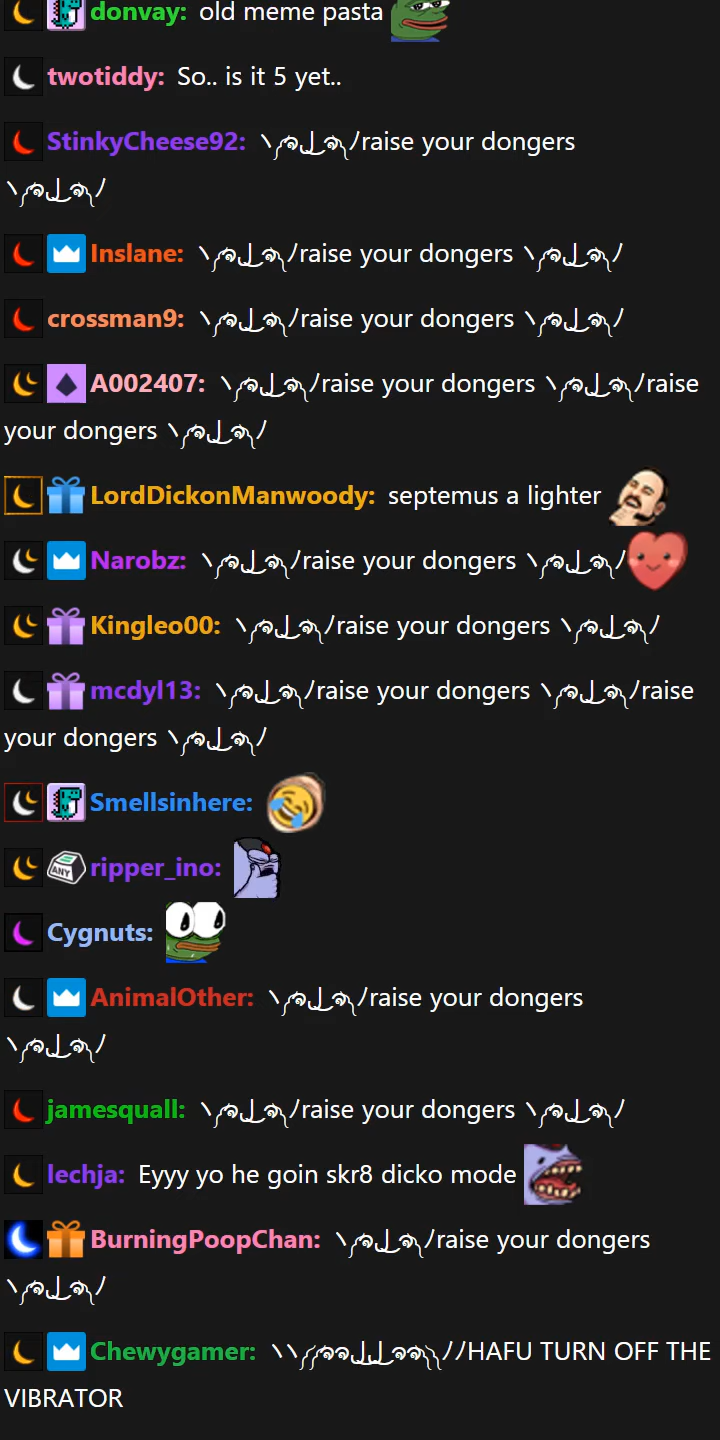 donvay: old meme pasta
twotiddy: So.. is it 5 yet..
StinkyCheese92: ヽ༼ຈل͜ຈ༽ﾉraise your dongers
ヽ༼ຈل͜ຈ༽ﾉ
Inslane: ヽ༼ຈل͜ຈ༽ﾉraise your dongers ヽ༼ຈل͜ຈ༽ﾉ
crossman9: ヽ༼ຈل͜ຈ༽ﾉraise your dongers ヽ༼ຈل͜ຈ༽ﾉ
A002407: ヽ༼ຈل͜ຈ༽ﾉraise your dongers ヽ༼ຈل͜ຈ༽ﾉraise
your dongers ヽ༼ຈل͜ຈ༽ﾉ
LordDickonManwoody: septemus a lighter
Narobz: ヽ༼ຈل͜ຈ༽ﾉraise your dongers ヽ༼ຈل͜ຈ༽ﾉ
Kingleo00: ヽ༼ຈل͜ຈ༽ﾉraise your dongers ヽ༼ຈل͜ຈ༽ﾉ
mcdyl13: ヽ༼ຈل͜ຈ༽ﾉraise your dongers ヽ༼ຈل͜ຈ༽ﾉraise
your dongers ヽ༼ຈل͜ຈ༽ﾉ
Smellsinhere:
ANY ripper_ino:
Cygnuts:
AnimalOther: ヽ༼ຈل͜ຈ༽ﾉraise your dongers
ヽ༼ຈل͜ຈ༽ﾉ
jamesquall: ヽ༼ຈل͜ຈ༽ﾉraise your dongers ヽ༼ຈل͜ຈ༽ﾉ
lechja: Eyyy yo he goin skr8 dicko mode
BurningPoopChan: ヽ༼ຈل͜ຈ༽ﾉraise your dongers
ヽ༼ຈل͜ຈ༽ﾉ
Chewygamer: ヽヽ༼༼ຈຈل͜ل͜ຈຈ༽༽ﾉﾉHAFU TURN OFF THE
VIBRATOR